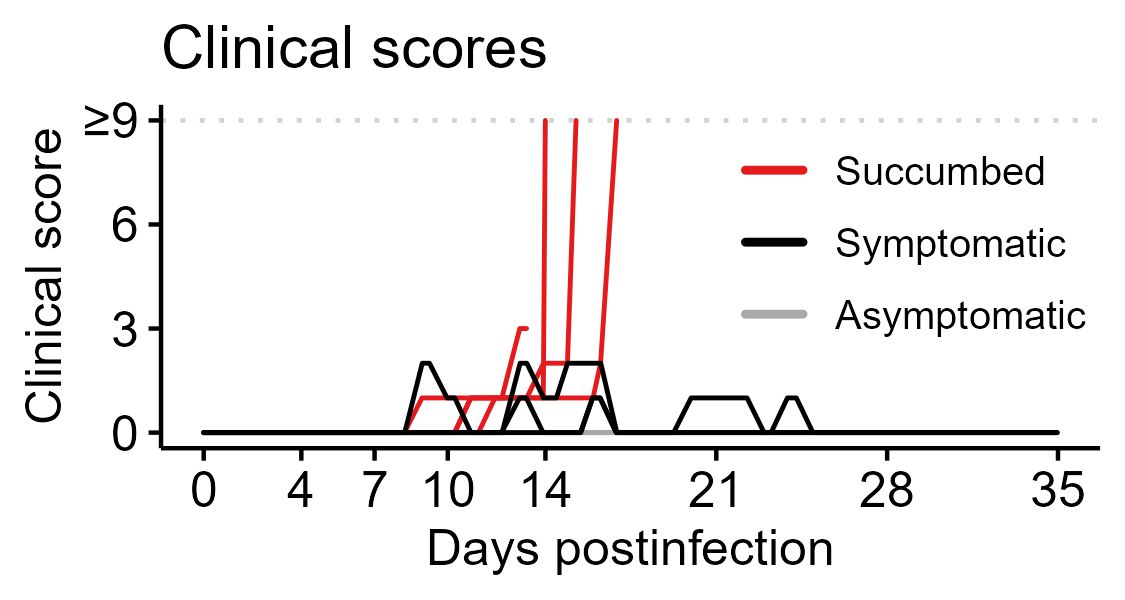 Clinical scores
Clinical score
≥9
6
3
0
Succumbed
Symptomatic
Asymptomatic
0 4 7 10 14 21 28 35
Days postinfection